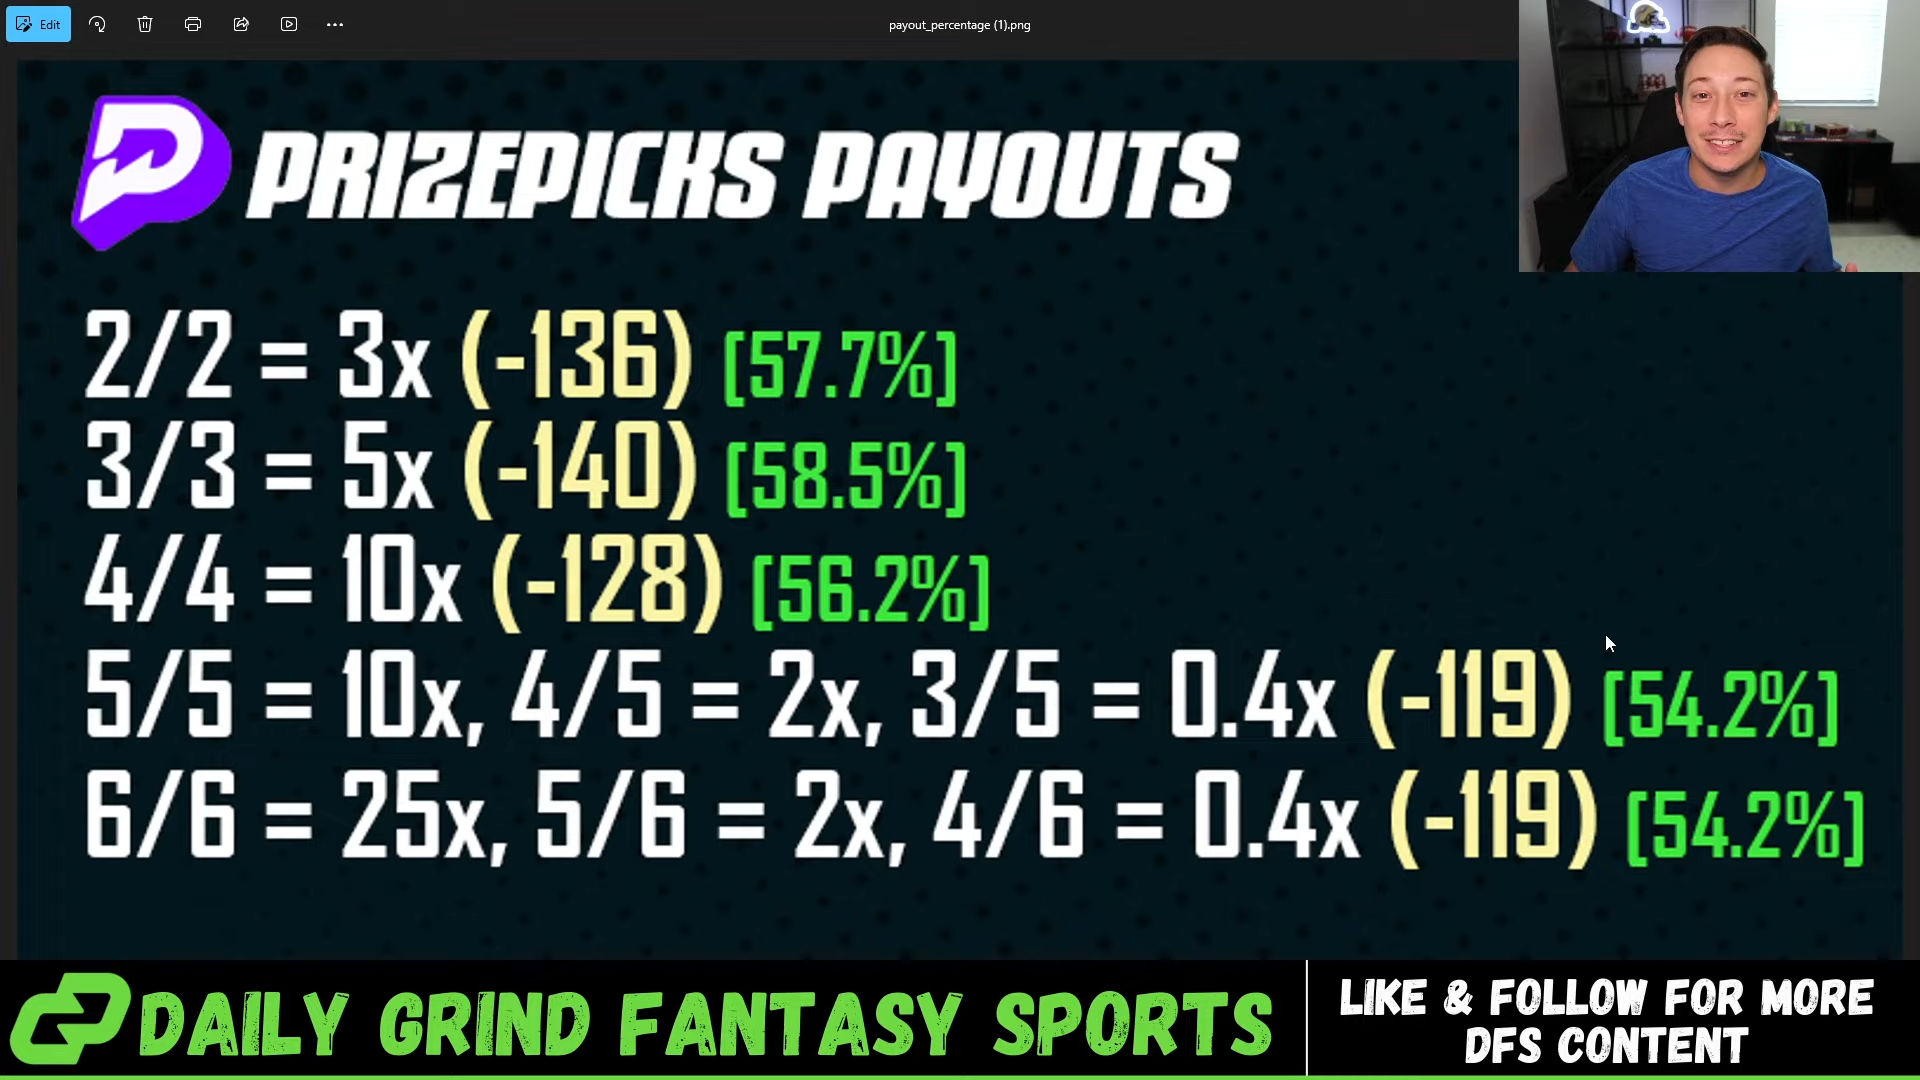 Edit
payout_percentage (1).png
PRIZEPICKS PAYOUTS
2/2 = 3x (-136) [57.7%]
3/3 = 5x (-140) [58.5%]
4/4 = 10x (-128) [56.2%]
5/5 = 10x, 4/5 = 2x, 3/5 = 0.4x (-119) [54.2%]
6/6 = 25x, 5/6 = 2x, 4/6 = 0.4x (-119) [54.2%]
DAILY GRIND FANTASY SPORTS
LIKE & FOLLOW FOR MORE
DFS CONTENT